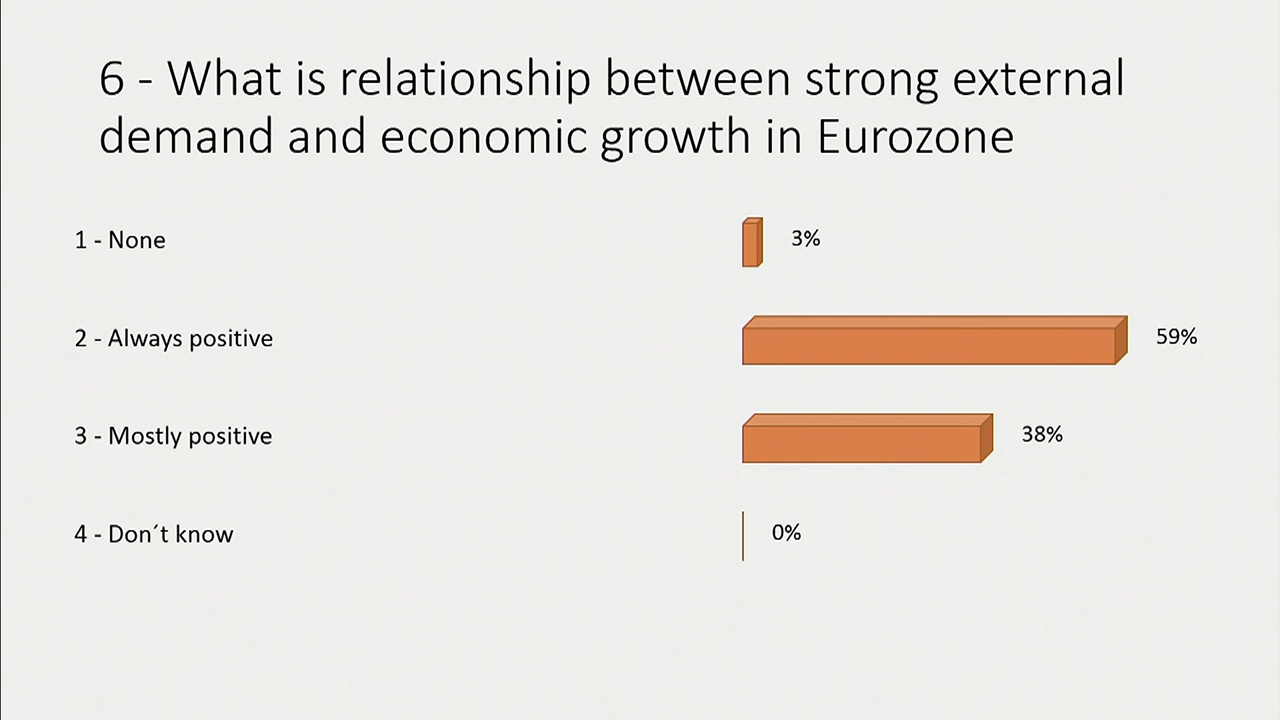 6 - What is relationship between strong external
demand and economic growth in Eurozone
1 - None
3%
2 - Always positive
59%
3 - Mostly positive
38%
4 - Don´t know
0%